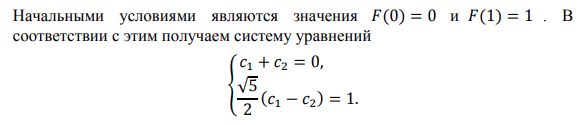 Начальными условиями являются значения 𝐹(0) = 0 и 𝐹(1) = 1 . В
соответствии с этим получаем систему уравнений
{ 𝑐₁ + 𝑐₂ = 0,
√5/2 (𝑐₁ − 𝑐₂) = 1.